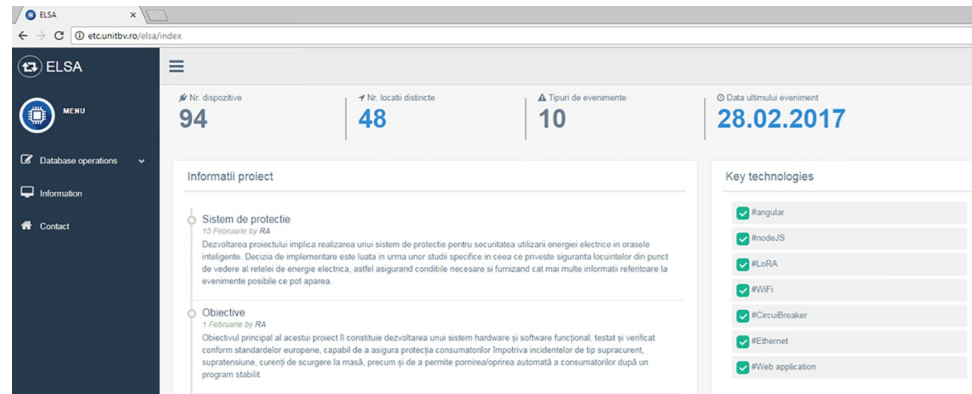 ELSA
etc.unitbv.ro/elsa/index
ELSA
MENU
Database operations
Information
Contact
Nr. dispozitive
94
Nr. locatii distincte
48
Tipuri de evenimente
10
Data ultimului eveniment
28.02.2017
Informatii proiect
Sistem de protectie
15 Februarie by RA
Dezvoltarea proiectului implica realizarea unui sistem de protectie pentru securitatea utilizarii energiei electrice in orasele
inteligente. Decizia de implementare este luata in urma unor studii specifice in ceea ce priveste siguranta locuintelor din punct
de vedere al retelei de energie electrica, astfel asigurand conditiile necesare si furnizand cat mai multe informatii referitoare la
evenimente posibile ce pot aparea.
Obiective
1 Februarie by RA
Obiectivul principal al acestui proiect îl constituie dezvoltarea unui sistem hardware și software funcțional, testat și verificat
conform standardelor europene, capabil de a asigura protecția consumatorilor împotriva incidentelor de tip supracurent,
supratensiune, curenți de scurgere la masă, precum și de a permite pornirea/oprirea automată a consumatorilor după un
program stabilit.
Key technologies
#angular
#nodeJS
#LoRA
#WiFi
#CircuiBreaker
#Ethernet
#Web application